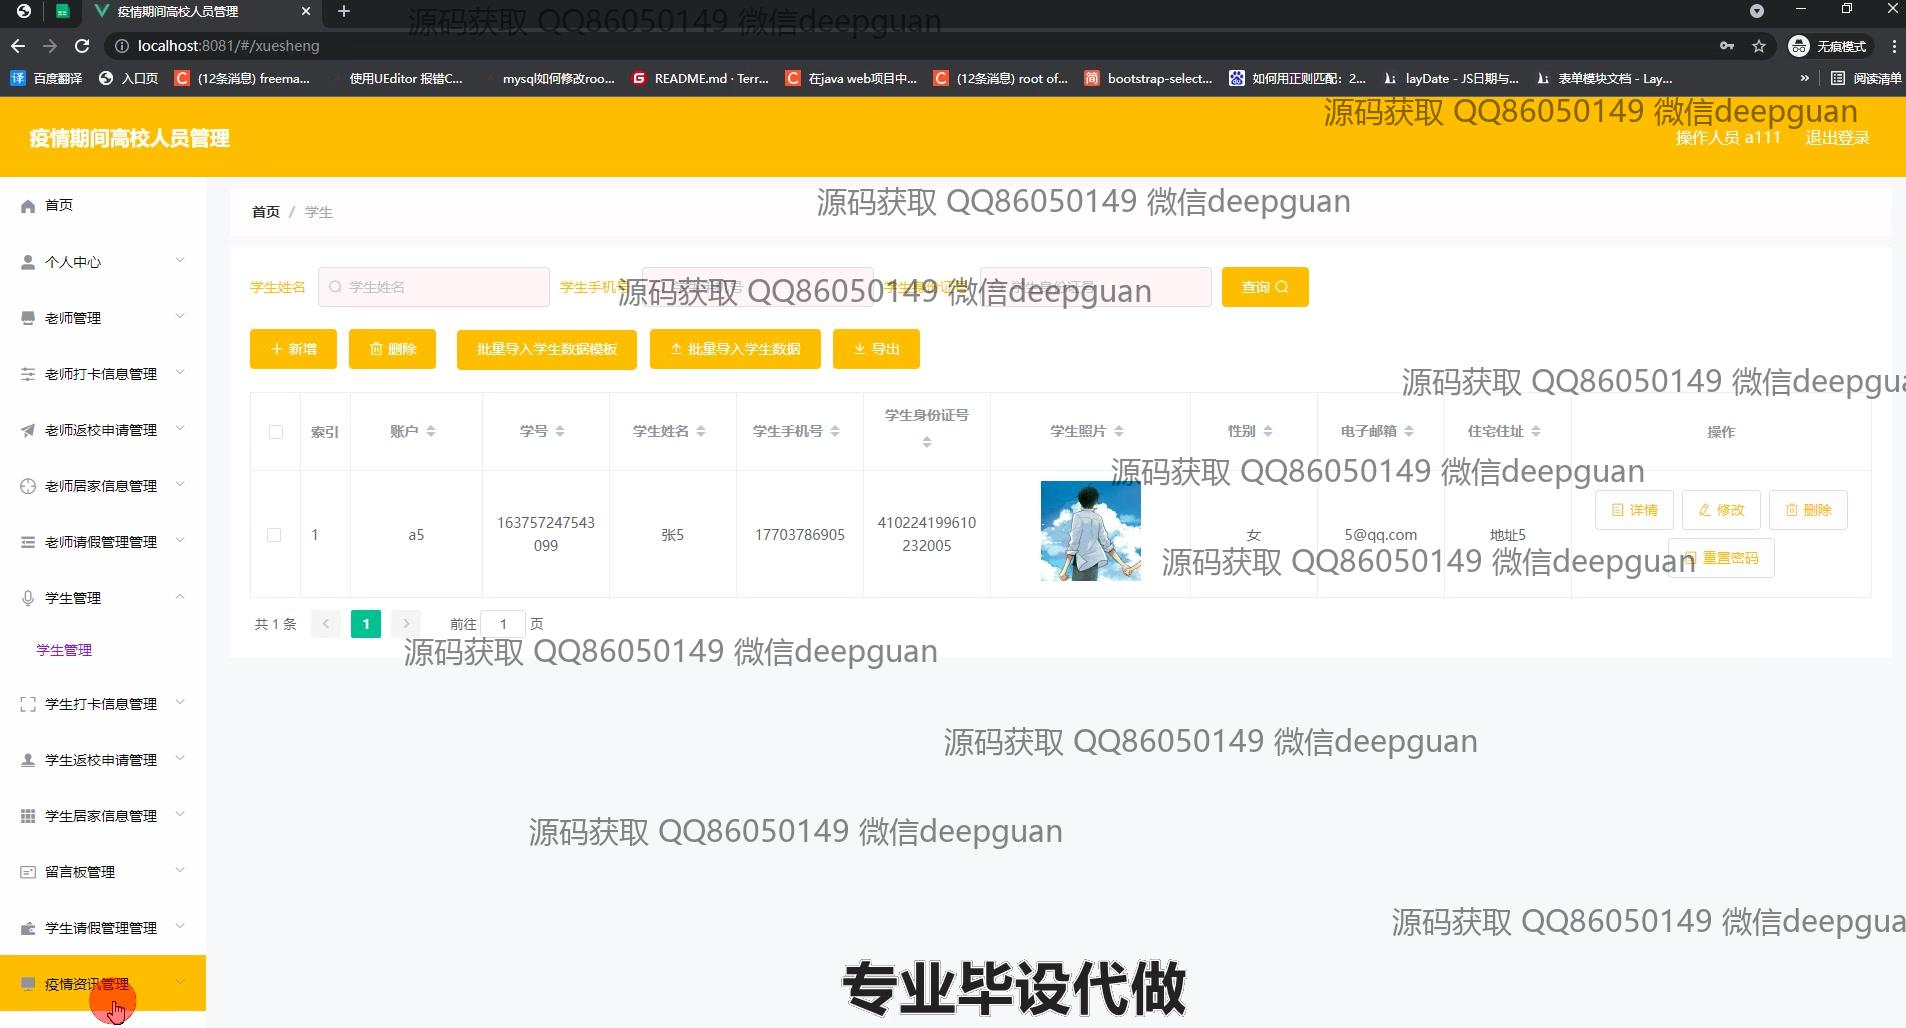 疫情期间高校人员管理
源码获取 QQ86050149 微信deepguan
localhost:8081/#/xuesheng
无痕模式
百度翻译 入口页 (12条消息) freema... 使用UEditor 报错C... mysql如何修改roo... README.md · Terr... 在java web项目中... (12条消息) root of... bootstrap-select... 如何用正则匹配：2... layDate - JS日期与... 表单模块文档 - Lay... » 阅读清单
源码获取 QQ86050149 微信deepguan
疫情期间高校人员管理 操作人员 a111 退出登录
首页
个人中心
老师管理
老师打卡信息管理
老师返校申请管理
老师居家信息管理
老师请假管理管理
学生管理
学生管理
学生打卡信息管理
学生返校申请管理
学生居家信息管理
留言板管理
学生请假管理管理
疫情资讯管理
首页 / 学生
源码获取 QQ86050149 微信deepguan
学生姓名 学生姓名 学生手机号 查询
源码获取 QQ86050149 微信deepguan
新增 删除 批量导入学生数据模板 批量导入学生数据 导出
源码获取 QQ86050149 微信deepgua
索引 账户 学号 学生姓名 学生手机号 学生身份证号 学生照片 性别 电子邮箱 住宅住址 操作
源码获取 QQ86050149 微信deepguan
1 a5 163757247543099 张5 17703786905 410224199610232005 女 5@qq.com 地址5 详情 修改 删除
重置密码
源码获取 QQ86050149 微信deepguan
共 1 条 1 前往 1 页
源码获取 QQ86050149 微信deepguan
源码获取 QQ86050149 微信deepguan
源码获取 QQ86050149 微信deepguan
源码获取 QQ86050149 微信deepgua
专业毕设代做